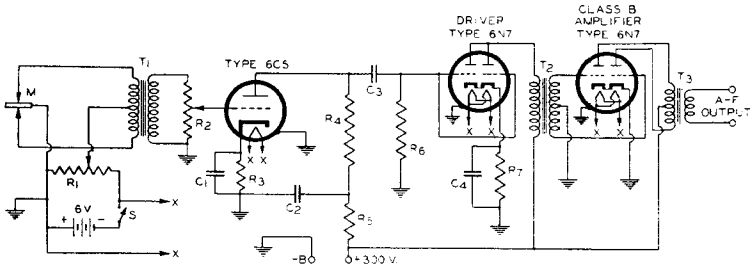 DRIVER
TYPE 6N7
CLASS B
AMPLIFIER
TYPE 6N7
T1
TYPE 6C5
T2
T3
M
C3
R2
R4
R6
A-F
OUTPUT
X X
X X
X X
R1
C1
R3
C2
C4
R7
R5
X
6V
+ -
S
X
-B
+300 V.